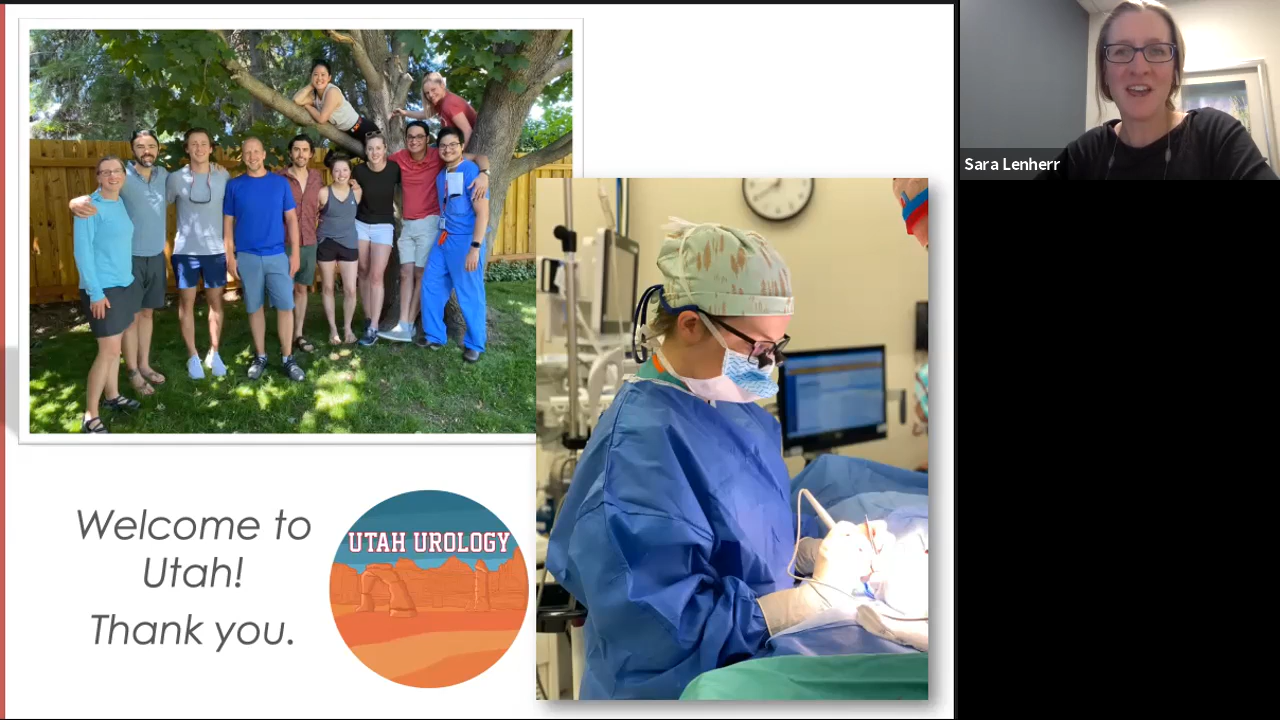 Sara Lenherr
Welcome to
Utah!
Thank you.
UTAH UROLOGY